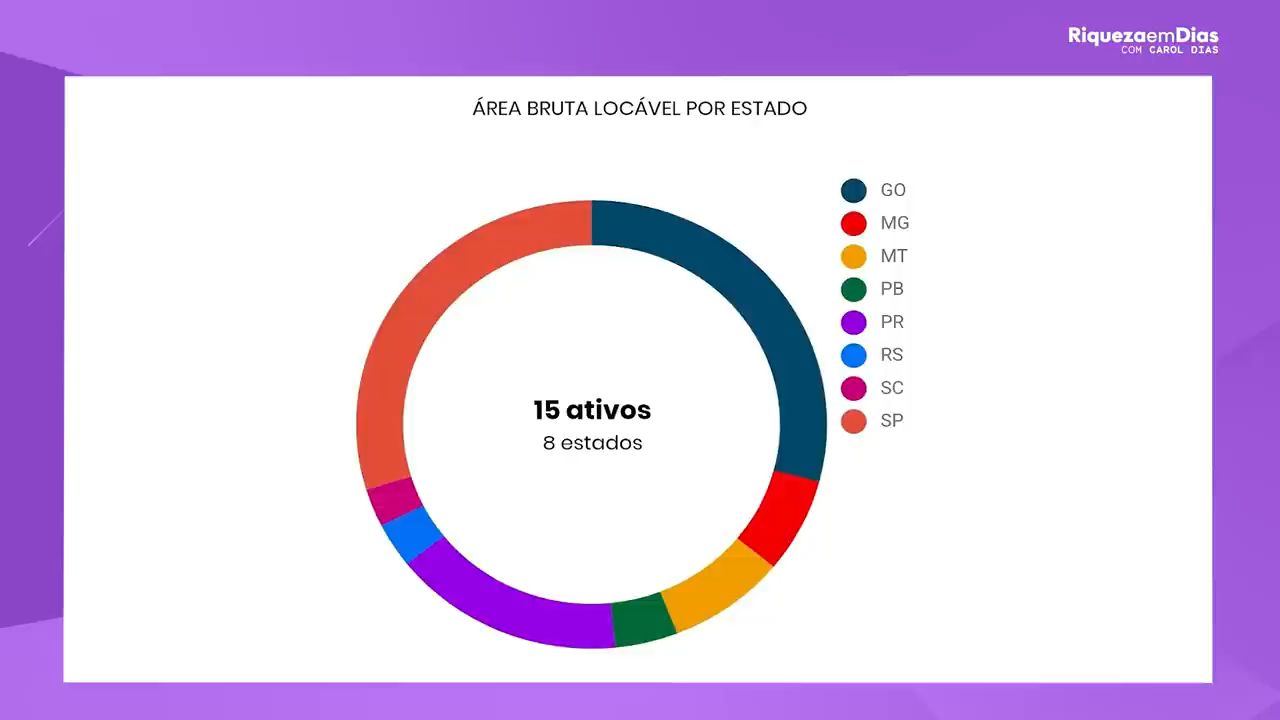 RiquezaemDias
COM CAROL DIAS
ÁREA BRUTA LOCÁVEL POR ESTADO
GO
MG
MT
PB
PR
RS
SC
SP
15 ativos
8 estados